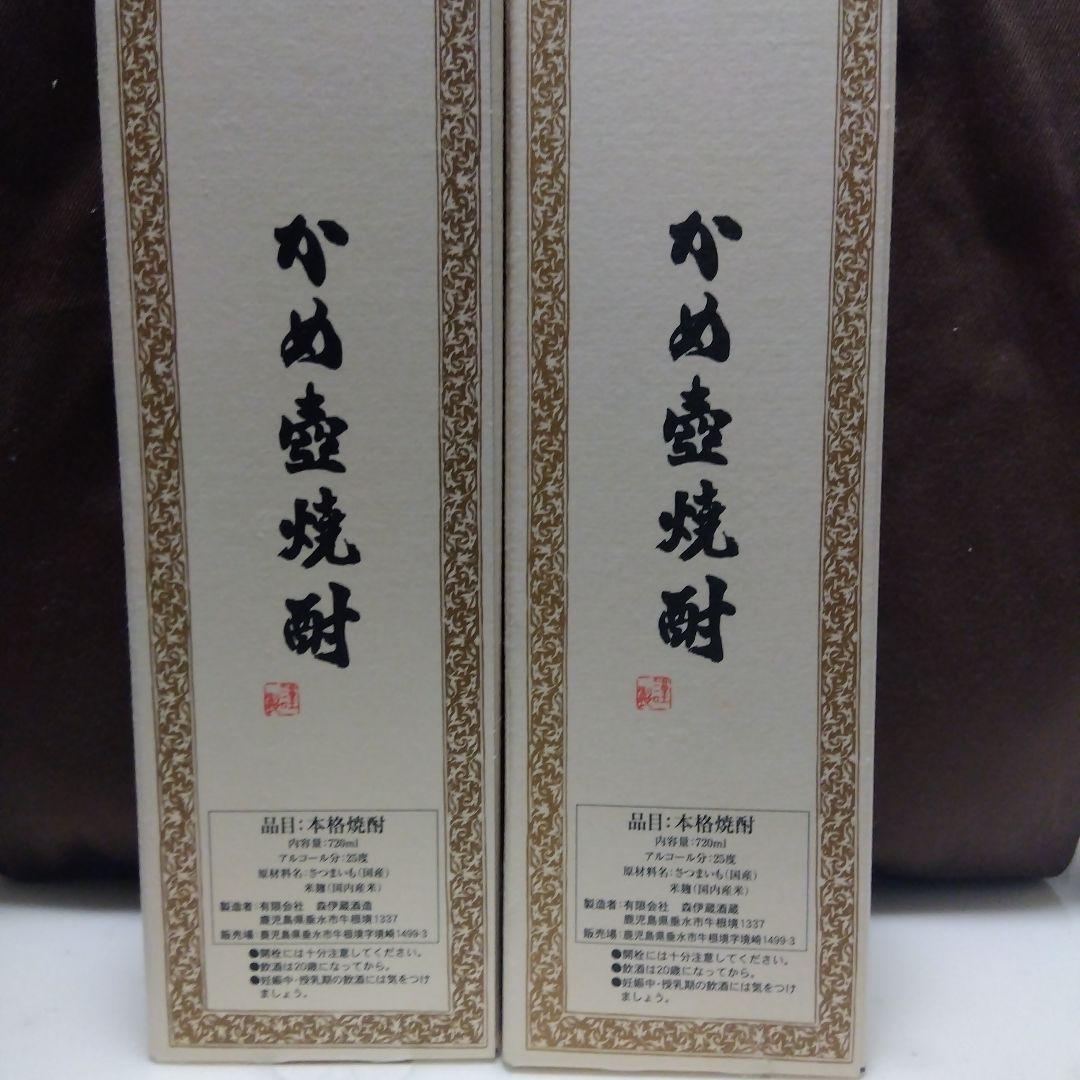 かめ壺焼酎
謹製
品目：本格焼酎
内容量：720ml
アルコール分：25度
原材料名：さつまいも（国産）
米麹（国内産米）
製造者：有限会社　森伊蔵酒造
鹿児島県垂水市牛根境1337
販売場：鹿児島県垂水市牛根境字境崎1499-3
●開栓には十分注意してください。
●飲酒は20歳になってから。
●妊娠中・授乳期の飲酒には気をつけ
ましょう。
かめ壺焼酎
謹製
品目：本格焼酎
内容量：720ml
アルコール分：25度
原材料名：さつまいも（国産）
米麹（国内産米）
製造者：有限会社　森伊蔵酒蔵
鹿児島県垂水市牛根境1337
販売場：鹿児島県垂水市牛根境字境崎1499-3
●開栓には十分注意してください。
●飲酒は20歳になってから。
●妊娠中・授乳期の飲酒には気をつけ
ましょう。